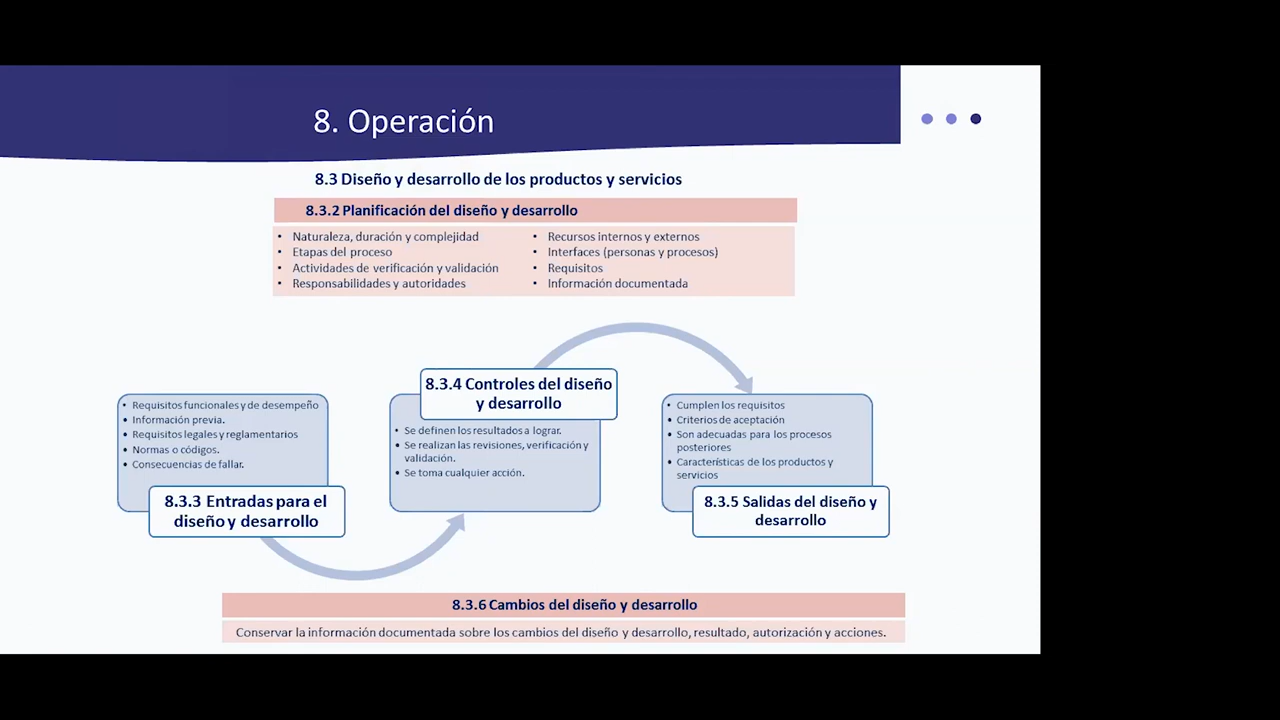 8. Operación
8.3 Diseño y desarrollo de los productos y servicios
8.3.2 Planificación del diseño y desarrollo
• Naturaleza, duración y complejidad
• Etapas del proceso
• Actividades de verificación y validación
• Responsabilidades y autoridades
• Recursos internos y externos
• Interfaces (personas y procesos)
• Requisitos
• Información documentada
• Requisitos funcionales y de desempeño
• Información previa.
• Requisitos legales y reglamentarios
• Normas o códigos.
• Consecuencias de fallar.
8.3.3 Entradas para el
diseño y desarrollo
8.3.4 Controles del diseño
y desarrollo
• Se definen los resultados a lograr.
• Se realizan las revisiones, verificación y
validación.
• Se toma cualquier acción.
• Cumplen los requisitos
• Criterios de aceptación
• Son adecuadas para los procesos
posteriores
• Características de los productos y
servicios
8.3.5 Salidas del diseño y
desarrollo
8.3.6 Cambios del diseño y desarrollo
Conservar la información documentada sobre los cambios del diseño y desarrollo, resultado, autorización y acciones.